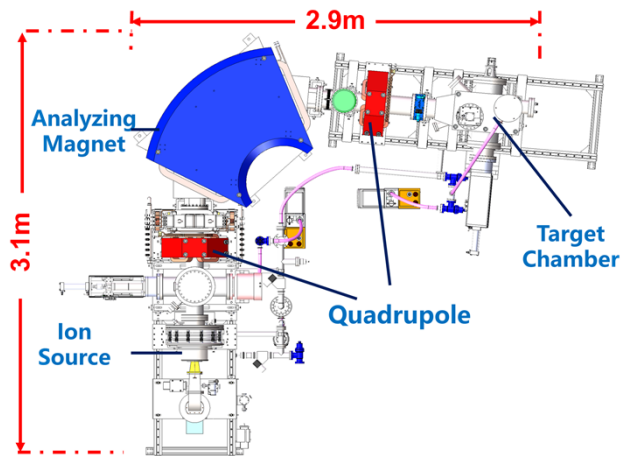 2.9m
Analyzing
Magnet
3.1m
Target
Chamber
Quadrupole
Ion
Source